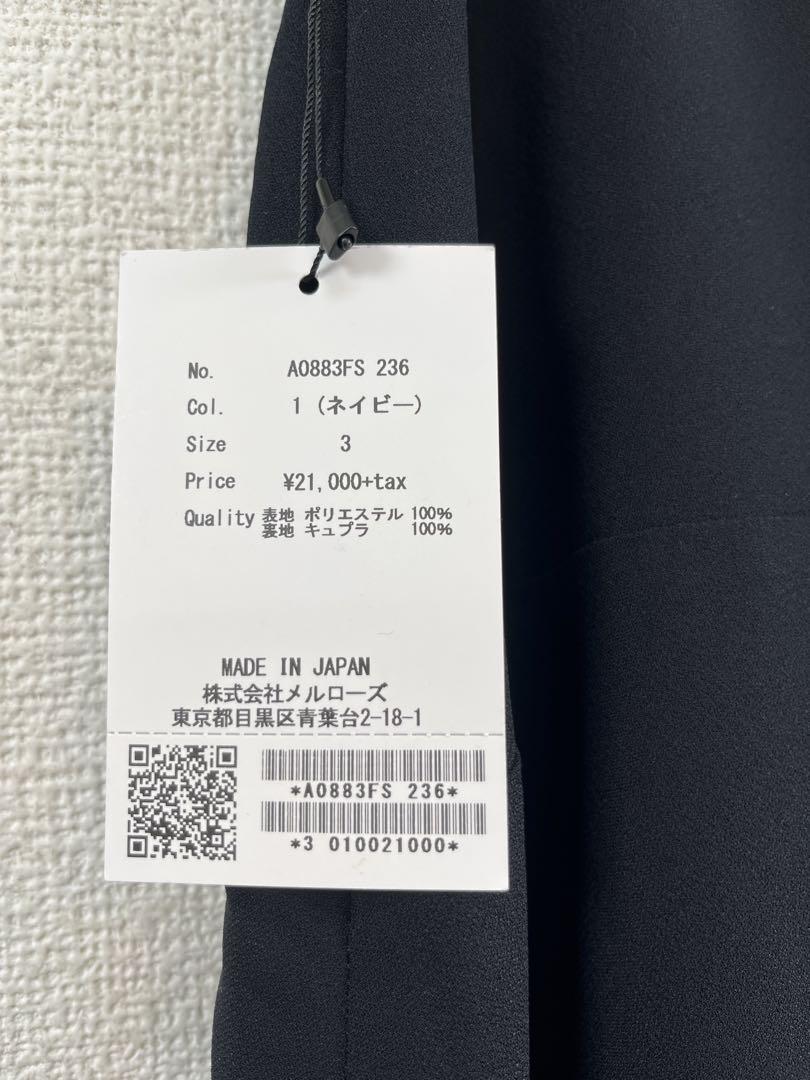 No. A0883FS 236
Col. 1 (ネイビー)
Size 3
Price ¥21,000+tax
Quality 表地 ポリエステル 100%
裏地 キュプラ 100%
MADE IN JAPAN
株式会社メルローズ
東京都目黒区青葉台2-18-1
*A0883FS 236*
*3 010021000*